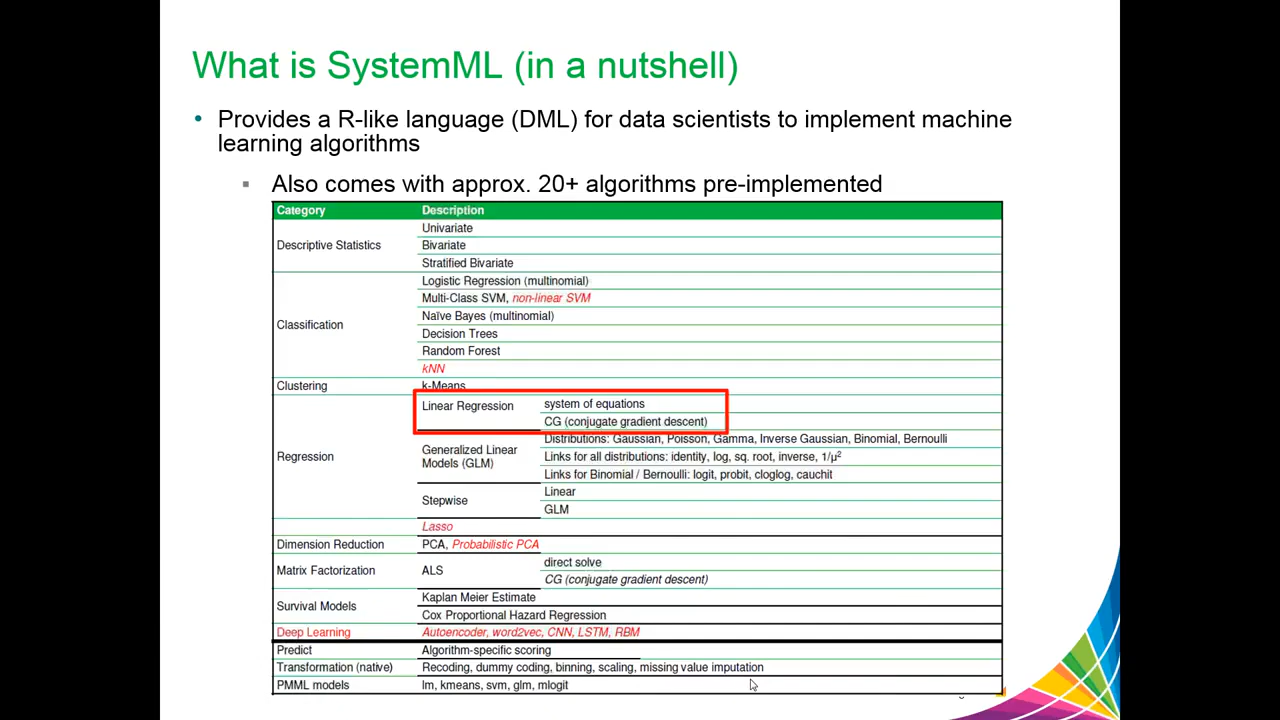 What is SystemML (in a nutshell)
• Provides a R-like language (DML) for data scientists to implement machine
learning algorithms
▪ Also comes with approx. 20+ algorithms pre-implemented
Category Description
Descriptive Statistics
Univariate
Bivariate
Stratified Bivariate
Classification
Logistic Regression (multinomial)
Multi-Class SVM, non-linear SVM
Naïve Bayes (multinomial)
Decision Trees
Random Forest
kNN
Clustering k-Means
Regression
Linear Regression
system of equations
CG (conjugate gradient descent)
Generalized Linear
Models (GLM)
Distributions: Gaussian, Poisson, Gamma, Inverse Gaussian, Binomial, Bernoulli
Links for all distributions: identity, log, sq. root, inverse, 1/μ²
Links for Binomial / Bernoulli: logit, probit, cloglog, cauchit
Stepwise
Linear
GLM
Lasso
Dimension Reduction PCA, Probabilistic PCA
Matrix Factorization ALS
direct solve
CG (conjugate gradient descent)
Survival Models
Kaplan Meier Estimate
Cox Proportional Hazard Regression
Deep Learning Autoencoder, word2vec, CNN, LSTM, RBM
Predict Algorithm-specific scoring
Transformation (native) Recoding, dummy coding, binning, scaling, missing value imputation
PMML models lm, kmeans, svm, glm, mlogit